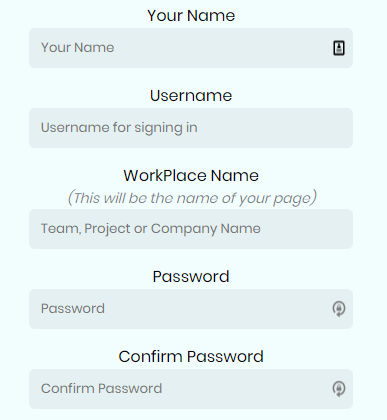 Your Name
Your Name
Username
Username for signing in
WorkPlace Name
(This will be the name of your page)
Team, Project or Company Name
Password
Password
Confirm Password
Confirm Password